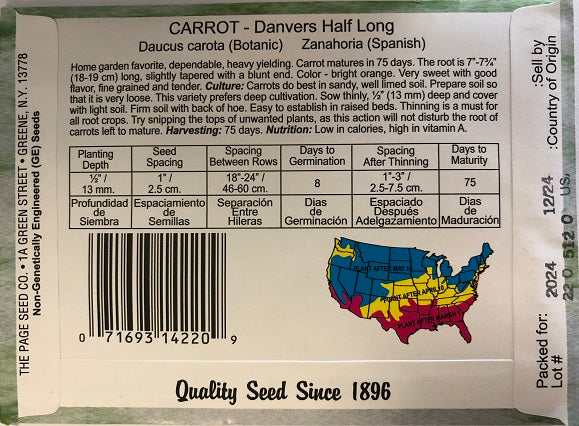 CARROT - Danvers Half Long
Daucus carota (Botanic) Zanahoria (Spanish)
Home garden favorite, dependable, heavy yielding. Carrot matures in 75 days. The root is 7"-7¾"
(18-19 cm) long, slightly tapered with a blunt end. Color - bright orange. Very sweet with good
flavor, fine grained and tender. Culture: Carrots do best in sandy, well limed soil. Prepare soil so
that it is very loose. This variety prefers deep cultivation. Sow thinly, ½" (13 mm) deep and cover
with light soil. Firm soil with back of hoe. Easy to establish in raised beds. Thinning is a must for
all root crops. Try snipping the tops of unwanted plants, as this action will not disturb the root of
carrots left to mature. Harvesting: 75 days. Nutrition: Low in calories, high in vitamin A.
Planting Depth Seed Spacing Spacing Between Rows Days to Germination Spacing After Thinning Days to Maturity
½" / 13 mm. 1" / 2.5 cm. 18"-24" / 46-60 cm. 8 1"-3" / 2.5-7.5 cm. 75
Profundidad de Siembra Espaciamiento de Semillas Separación Entre Hileras Dias de Germinación Espaciado Después Adelgazamiento Dias de Maduración
0 71693 14220 9
PLANT AFTER MAY 1
PLANT AFTER APRIL 10
PLANT AFTER MARCH 1
Quality Seed Since 1896
THE PAGE SEED CO. • 1A GREEN STREET • GREENE, N.Y. 13778
Non-Genetically Engineered (GE) Seeds
Packed for: 2024 12/24 :Sell by
Lot # 22 0 512 0 US, :Country of Origin